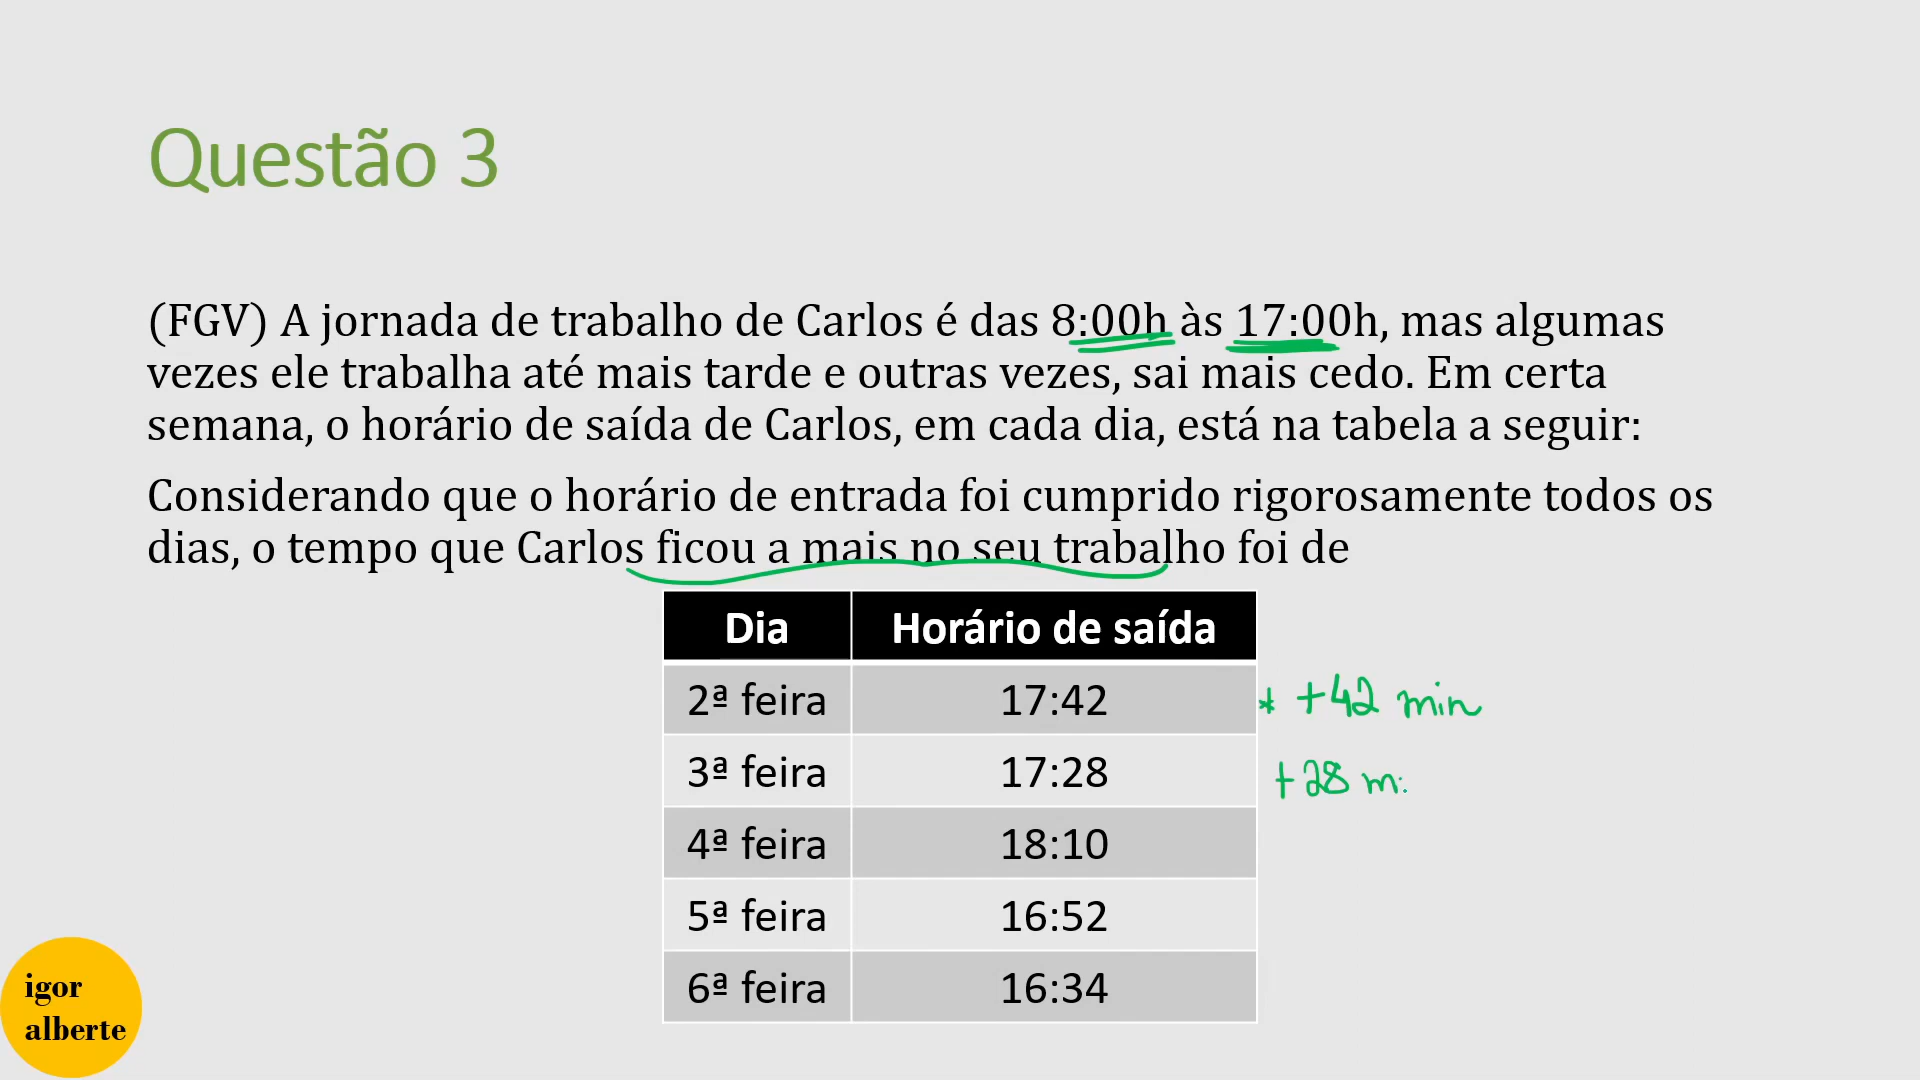 Questão 3
(FGV) A jornada de trabalho de Carlos é das 8:00h às 17:00h, mas algumas
vezes ele trabalha até mais tarde e outras vezes, sai mais cedo. Em certa
semana, o horário de saída de Carlos, em cada dia, está na tabela a seguir:
Considerando que o horário de entrada foi cumprido rigorosamente todos os
dias, o tempo que Carlos ficou a mais no seu trabalho foi de
Dia Horário de saída
2ª feira 17:42 * +42 min
3ª feira 17:28 +28 mi
4ª feira 18:10
5ª feira 16:52
6ª feira 16:34
igor
alberte